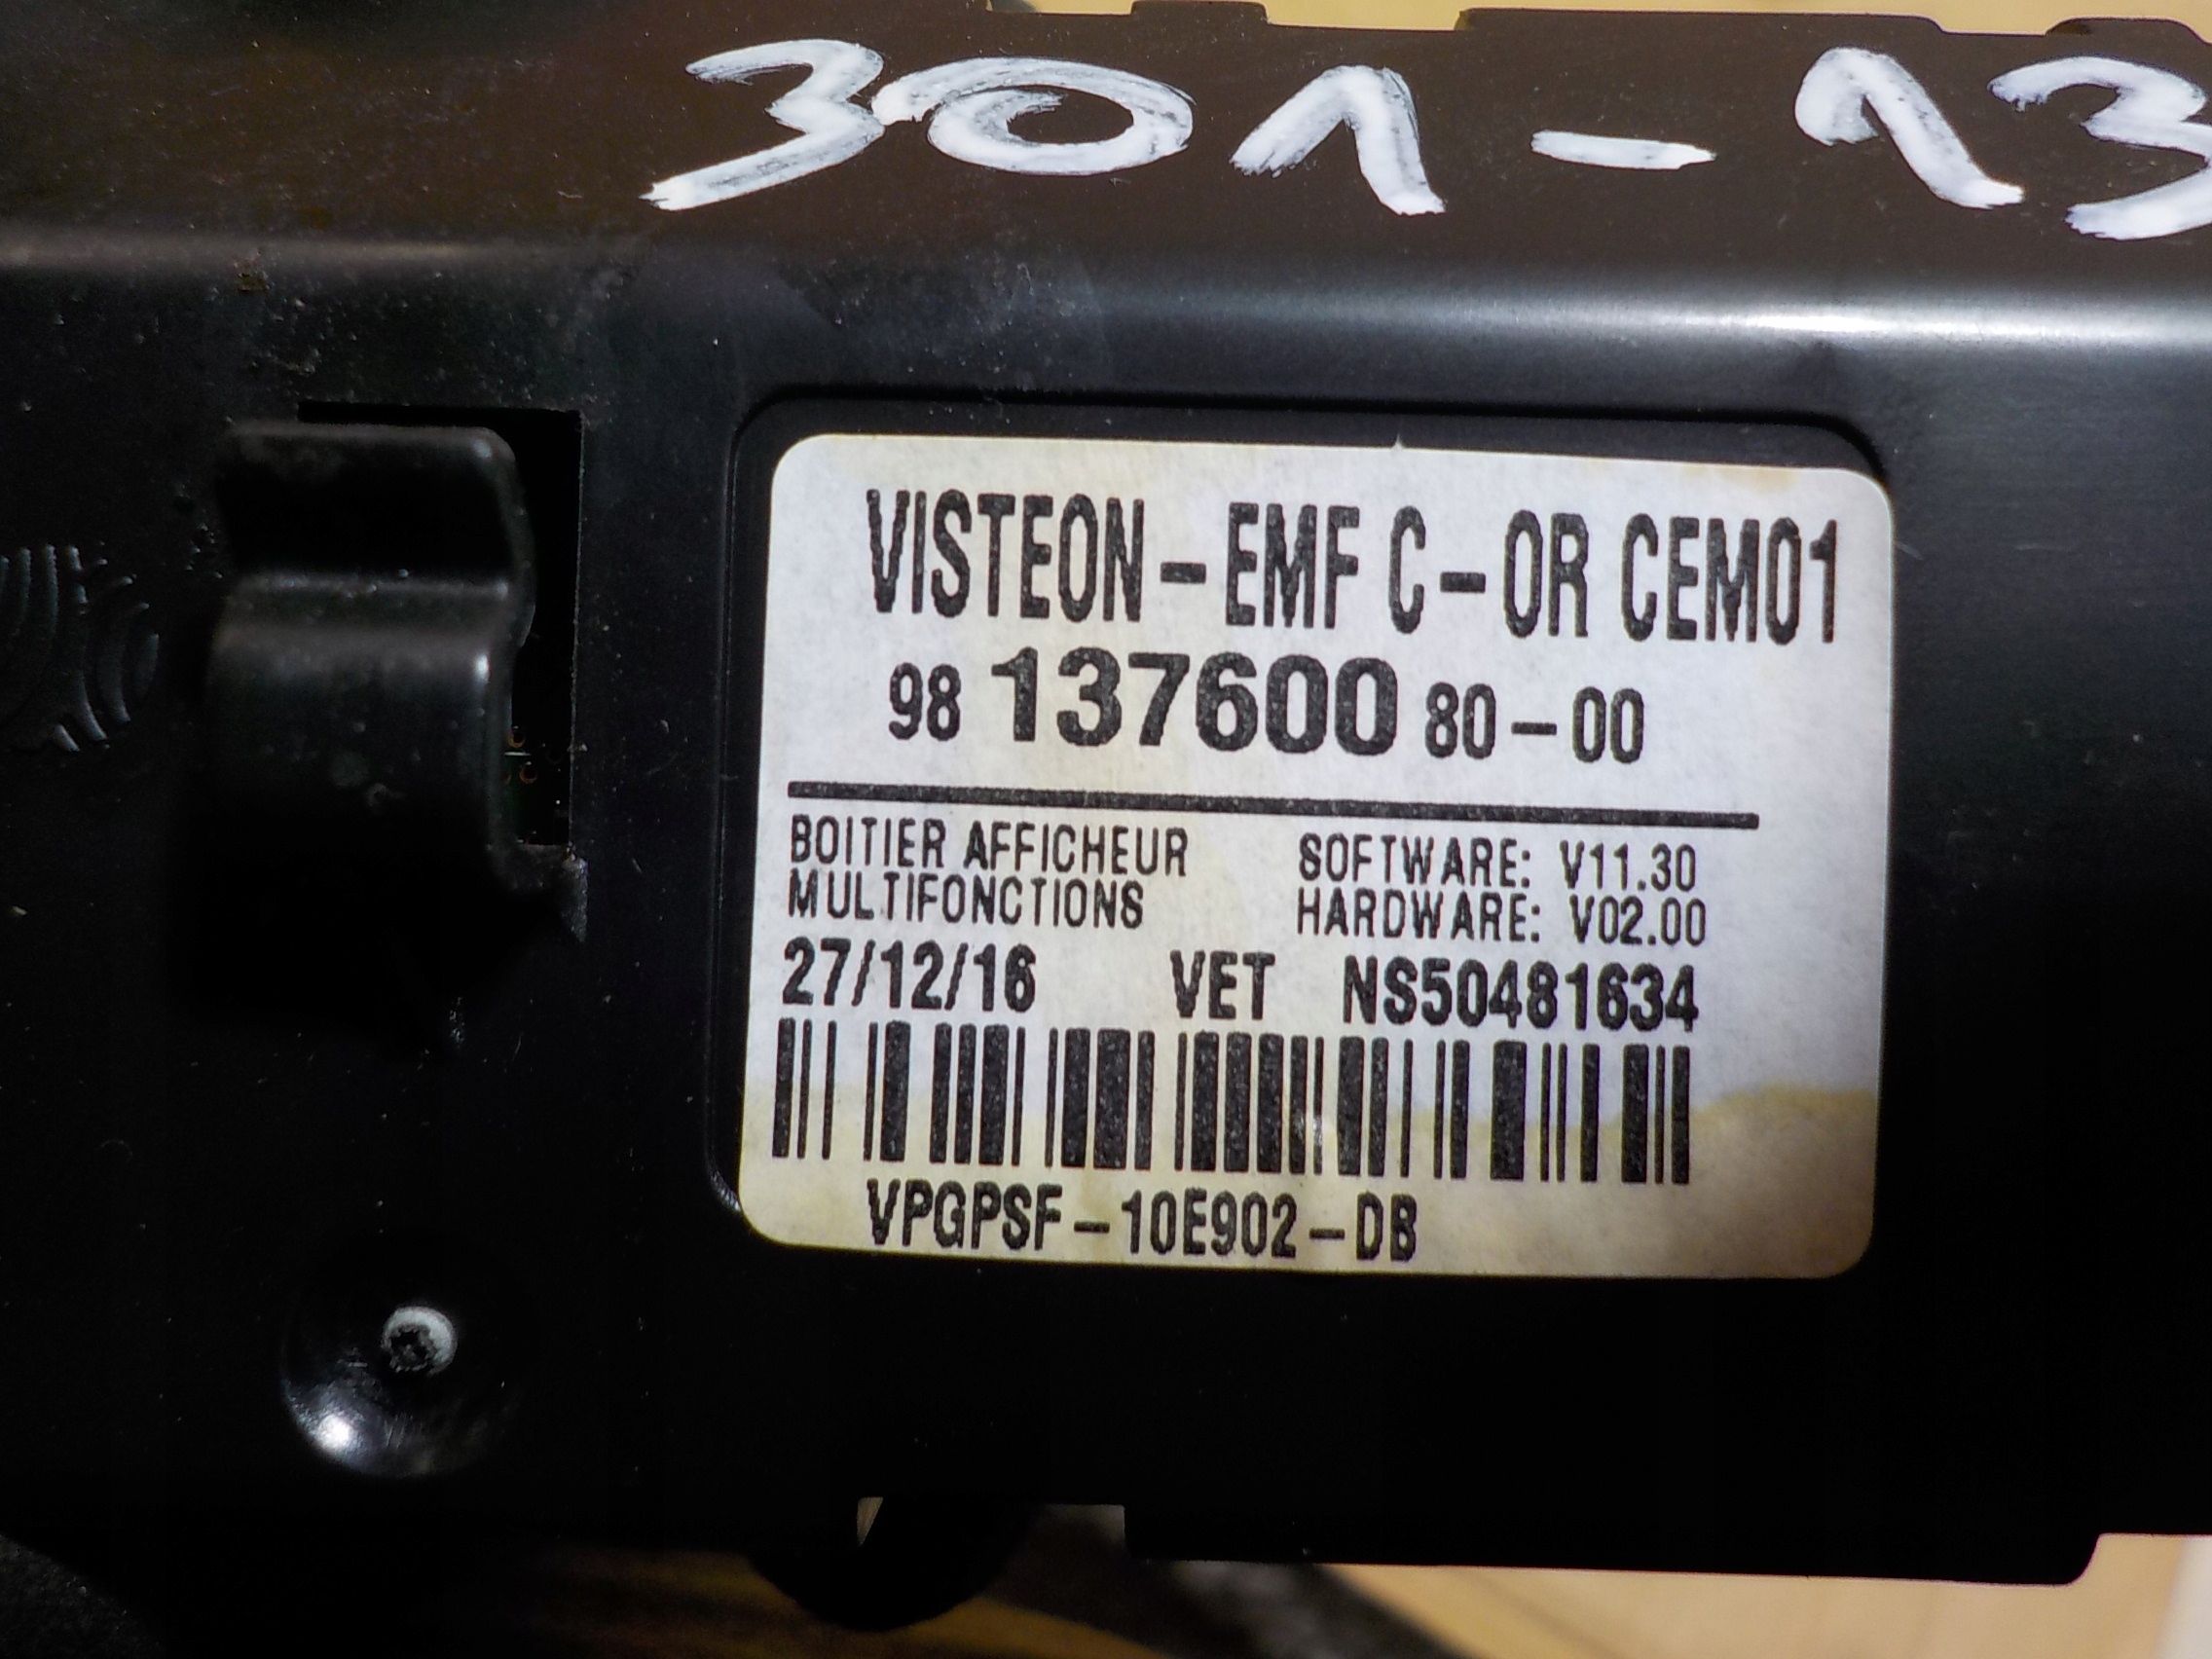 301-13
VISTEON-EMF C-OR CEM01
98 137600 80-00
BOITIER AFFICHEUR SOFTWARE: V11.30
MULTIFONCTIONS HARDWARE: V02.00
27/12/16 VET NS50481634
VPGPSF-10E902-DB